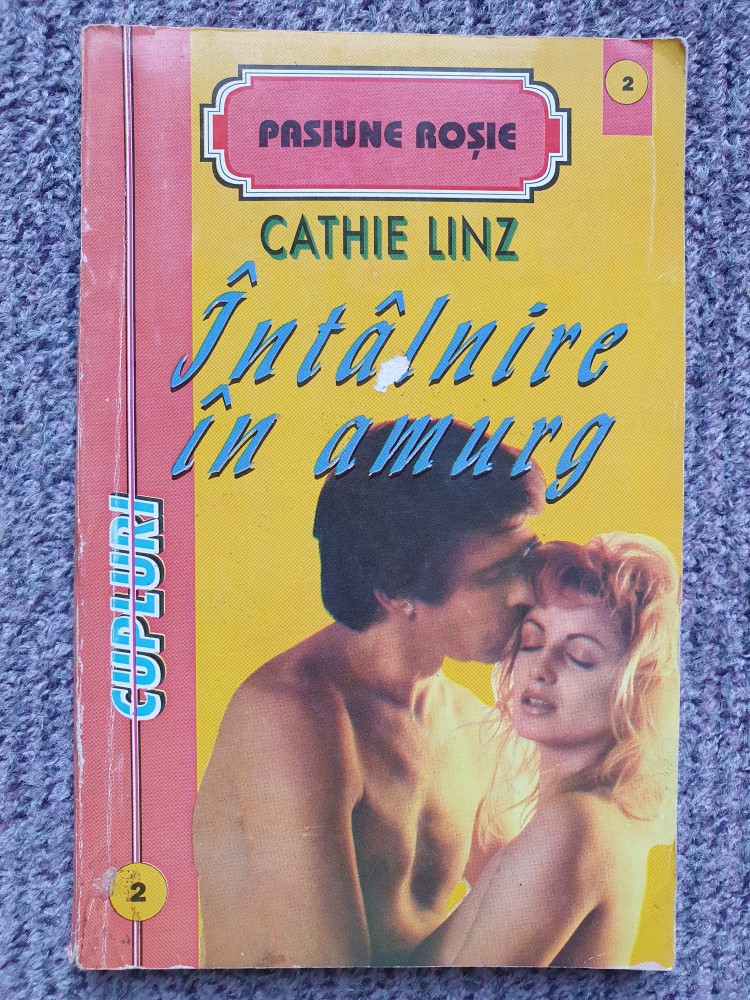 PASIUNE ROȘIE
2
CATHIE LINZ
Întâlnire
în amurg
CUPLURI
2